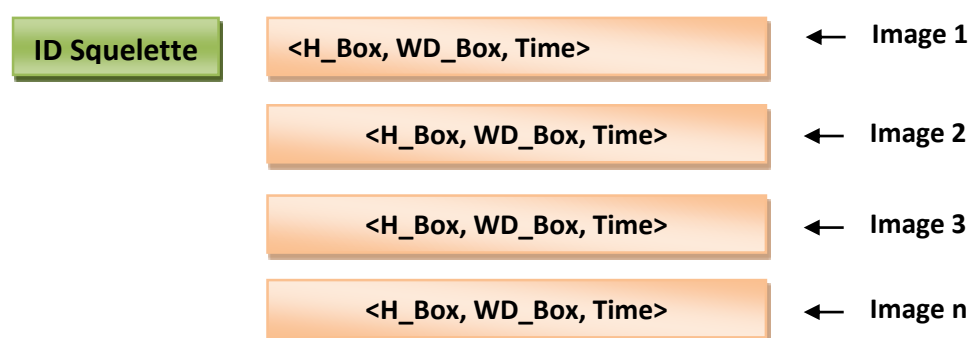 ID Squelette <H_Box, WD_Box, Time> Image 1
<H_Box, WD_Box, Time> Image 2
<H_Box, WD_Box, Time> Image 3
<H_Box, WD_Box, Time> Image n